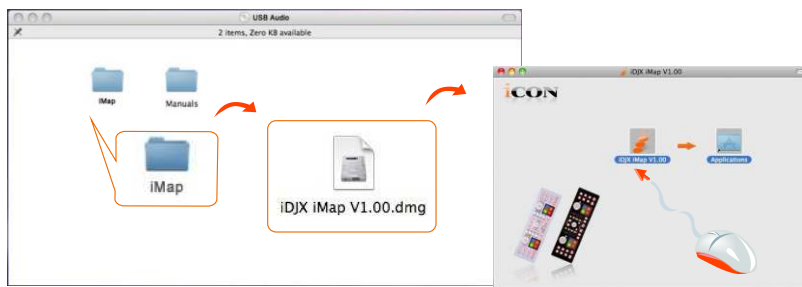 USB Audio
2 items, Zero KB available
iMap
Manuals
iMap
iDJX iMap V1.00.dmg
iDJX iMap V1.00
iCON
iDJX iMap V1.00
Applications